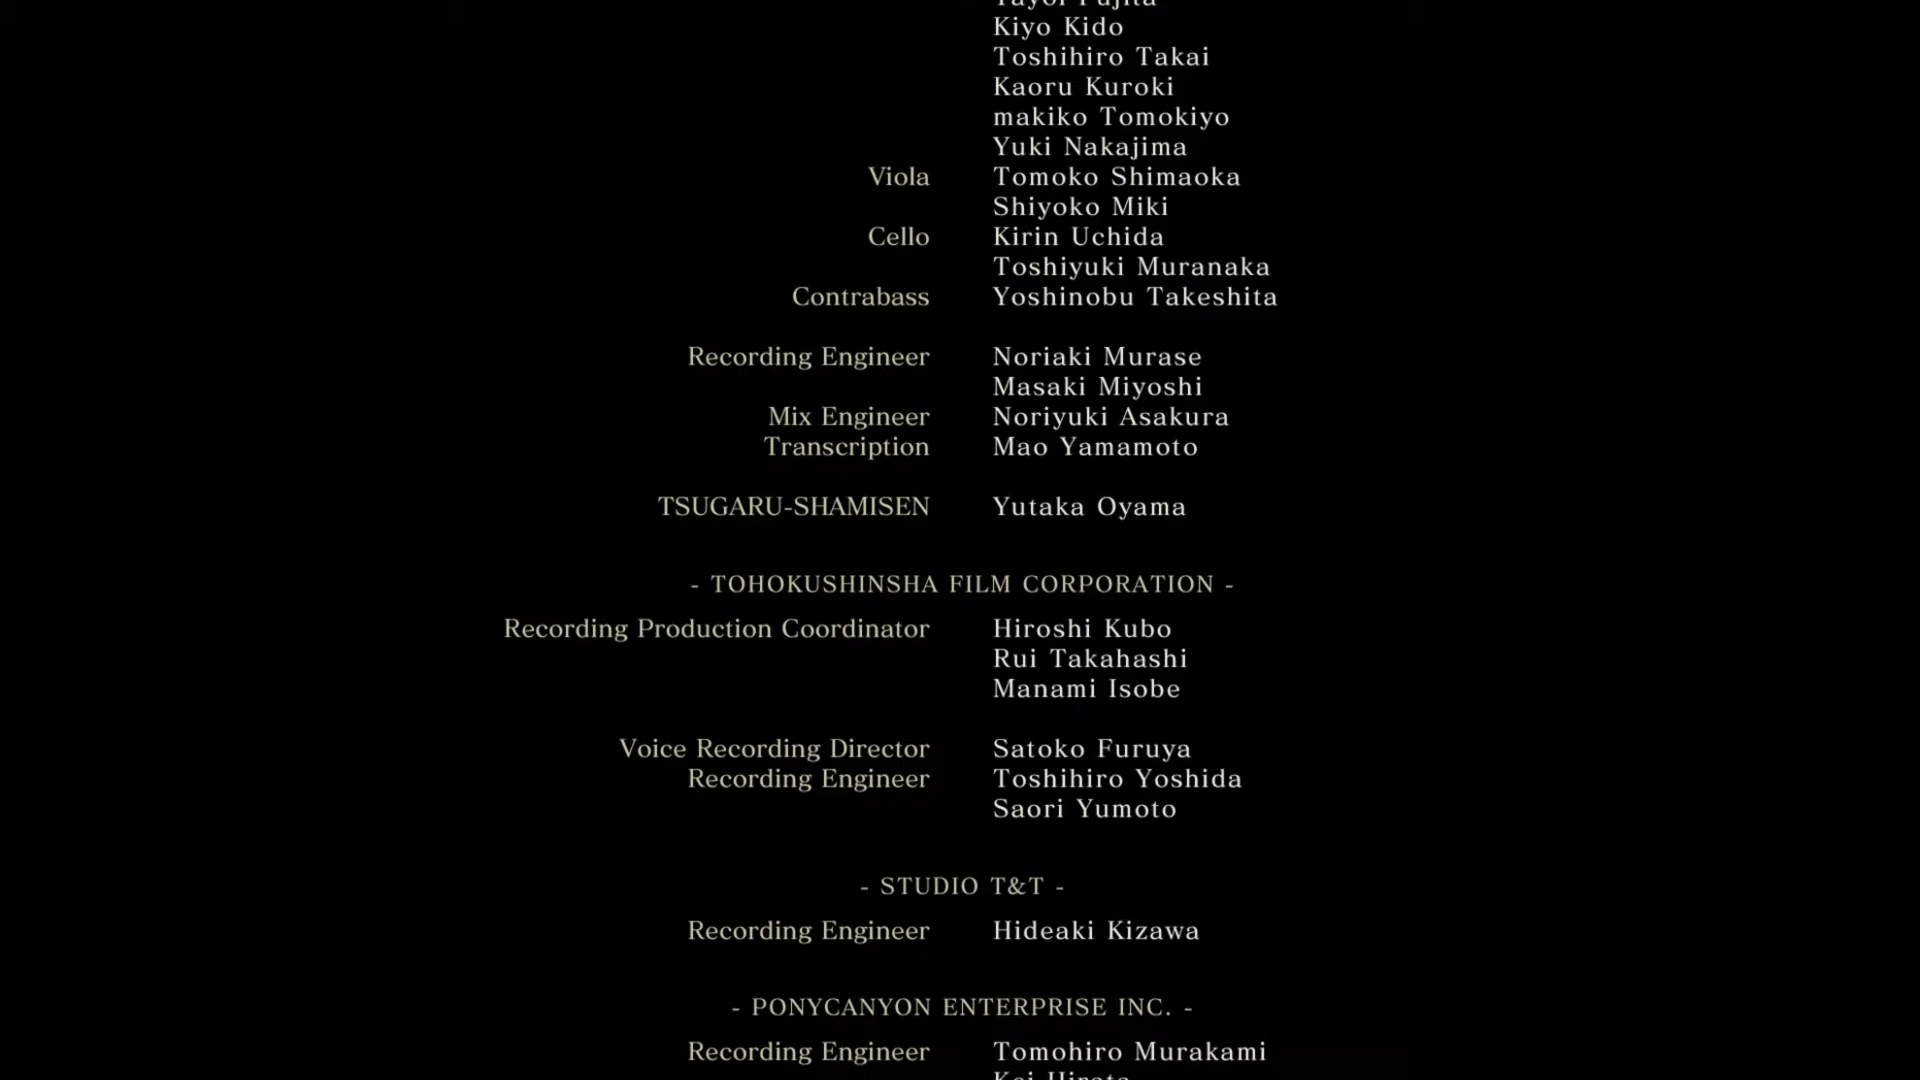 Kiyo Kido
Toshihiro Takai
Kaoru Kuroki
makiko Tomokiyo
Yuki Nakajima
Viola Tomoko Shimaoka
Shiyoko Miki
Cello Kirin Uchida
Toshiyuki Muranaka
Contrabass Yoshinobu Takeshita
Recording Engineer Noriaki Murase
Masaki Miyoshi
Mix Engineer Noriyuki Asakura
Transcription Mao Yamamoto
TSUGARU-SHAMISEN Yutaka Oyama
- TOHOKUSHINSHA FILM CORPORATION -
Recording Production Coordinator Hiroshi Kubo
Rui Takahashi
Manami Isobe
Voice Recording Director Satoko Furuya
Recording Engineer Toshihiro Yoshida
Saori Yumoto
- STUDIO T&T -
Recording Engineer Hideaki Kizawa
- PONYCANYON ENTERPRISE INC. -
Recording Engineer Tomohiro Murakami